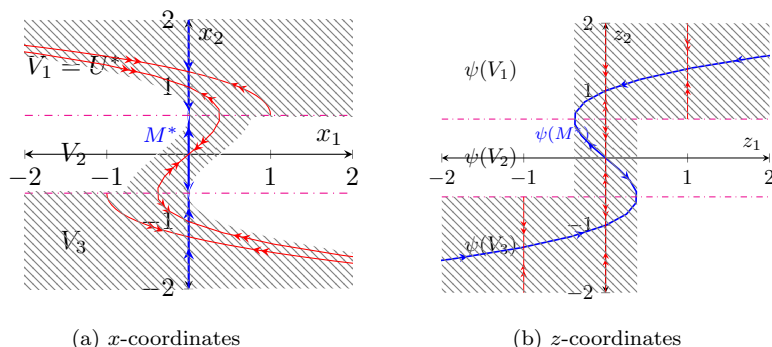 2
x₂
V₁ = U*
1
x₁
M*
V₂
−2
−1
1
2
−1
V₃
−2
(a) x-coordinates
2
z₂
ψ(V₁)
1
ψ(M*)
z₁
ψ(V₂)
−2
−1
1
2
−1
ψ(V₃)
−2
(b) z-coordinates